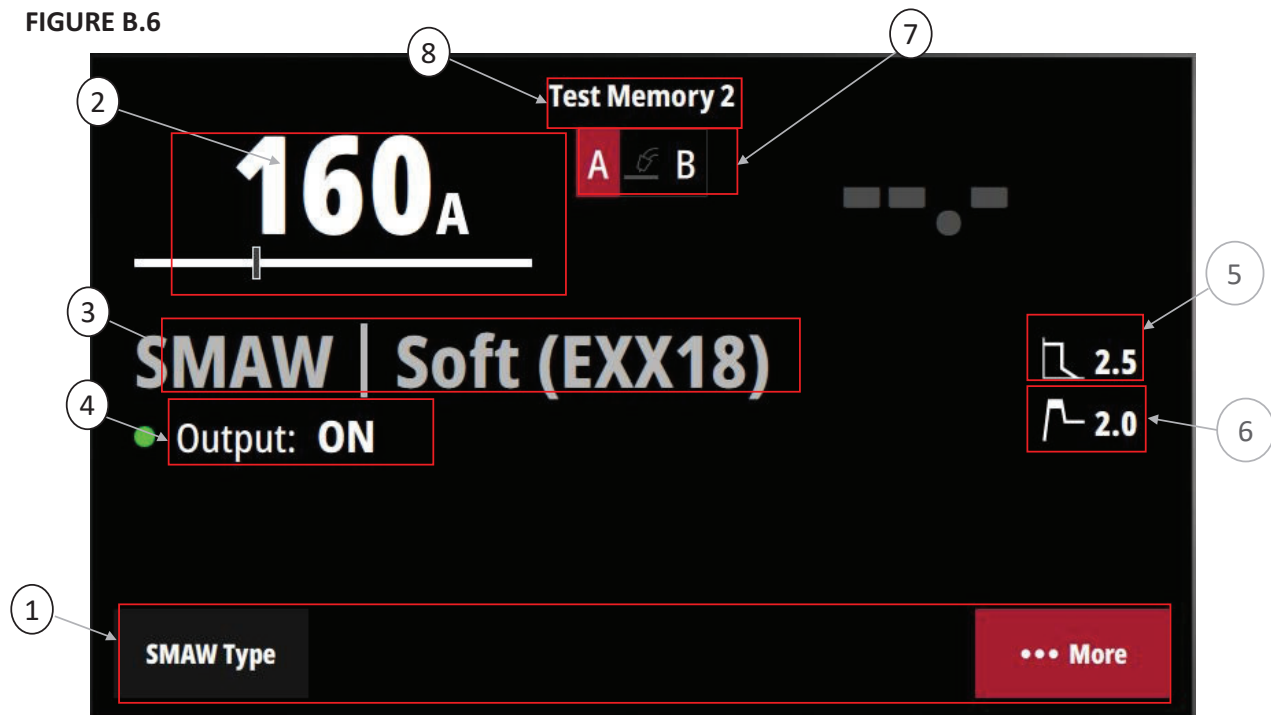 FIGURE B.6
8
7
2
Test Memory 2
160A
A B
--.-
5
3
SMAW | Soft (EXX18)
2.5
4
Output: ON
2.0
6
1
SMAW Type
••• More